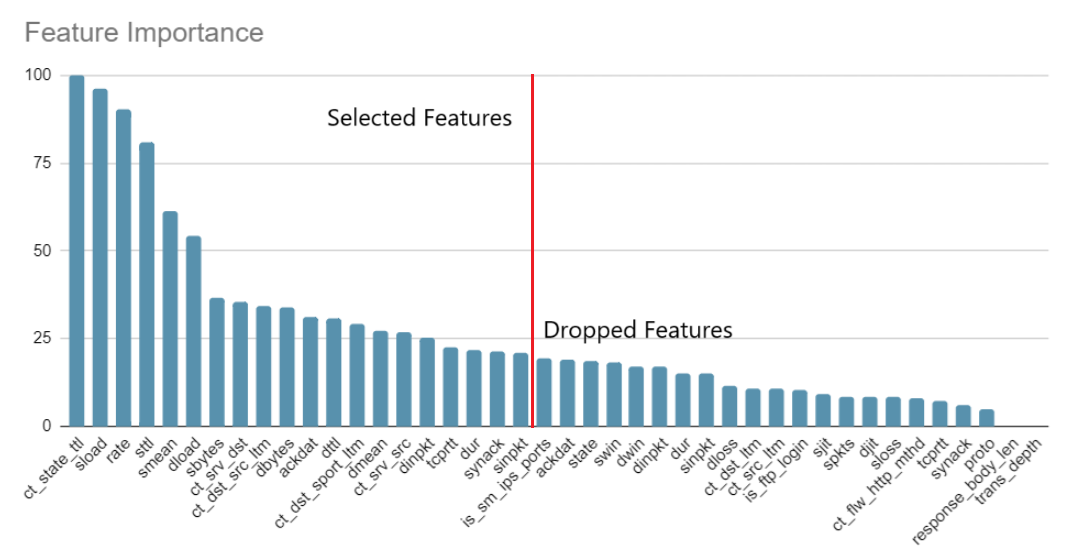 Feature Importance
100
Selected Features
75
50
Dropped Features
25
0
ct_state_ttl
sload
rate
sttl
smean
dload
sbytes
ct_srv_dst
ct_dst_src_ltm
dbytes
ackdat
dttl
ct_dst_sport_ltm
dmean
ct_srv_src
dinpkt
tcprtt
dur
synack
sinpkt
is_sm_ips_ports
ackdat
state
swin
dwin
dinpkt
dur
sinpkt
dloss
ct_dst_ltm
ct_src_ltm
is_ftp_login
sjit
spkts
djit
sloss
ct_flw_http_mthd
tcprtt
synack
proto
response_body_len
trans_depth